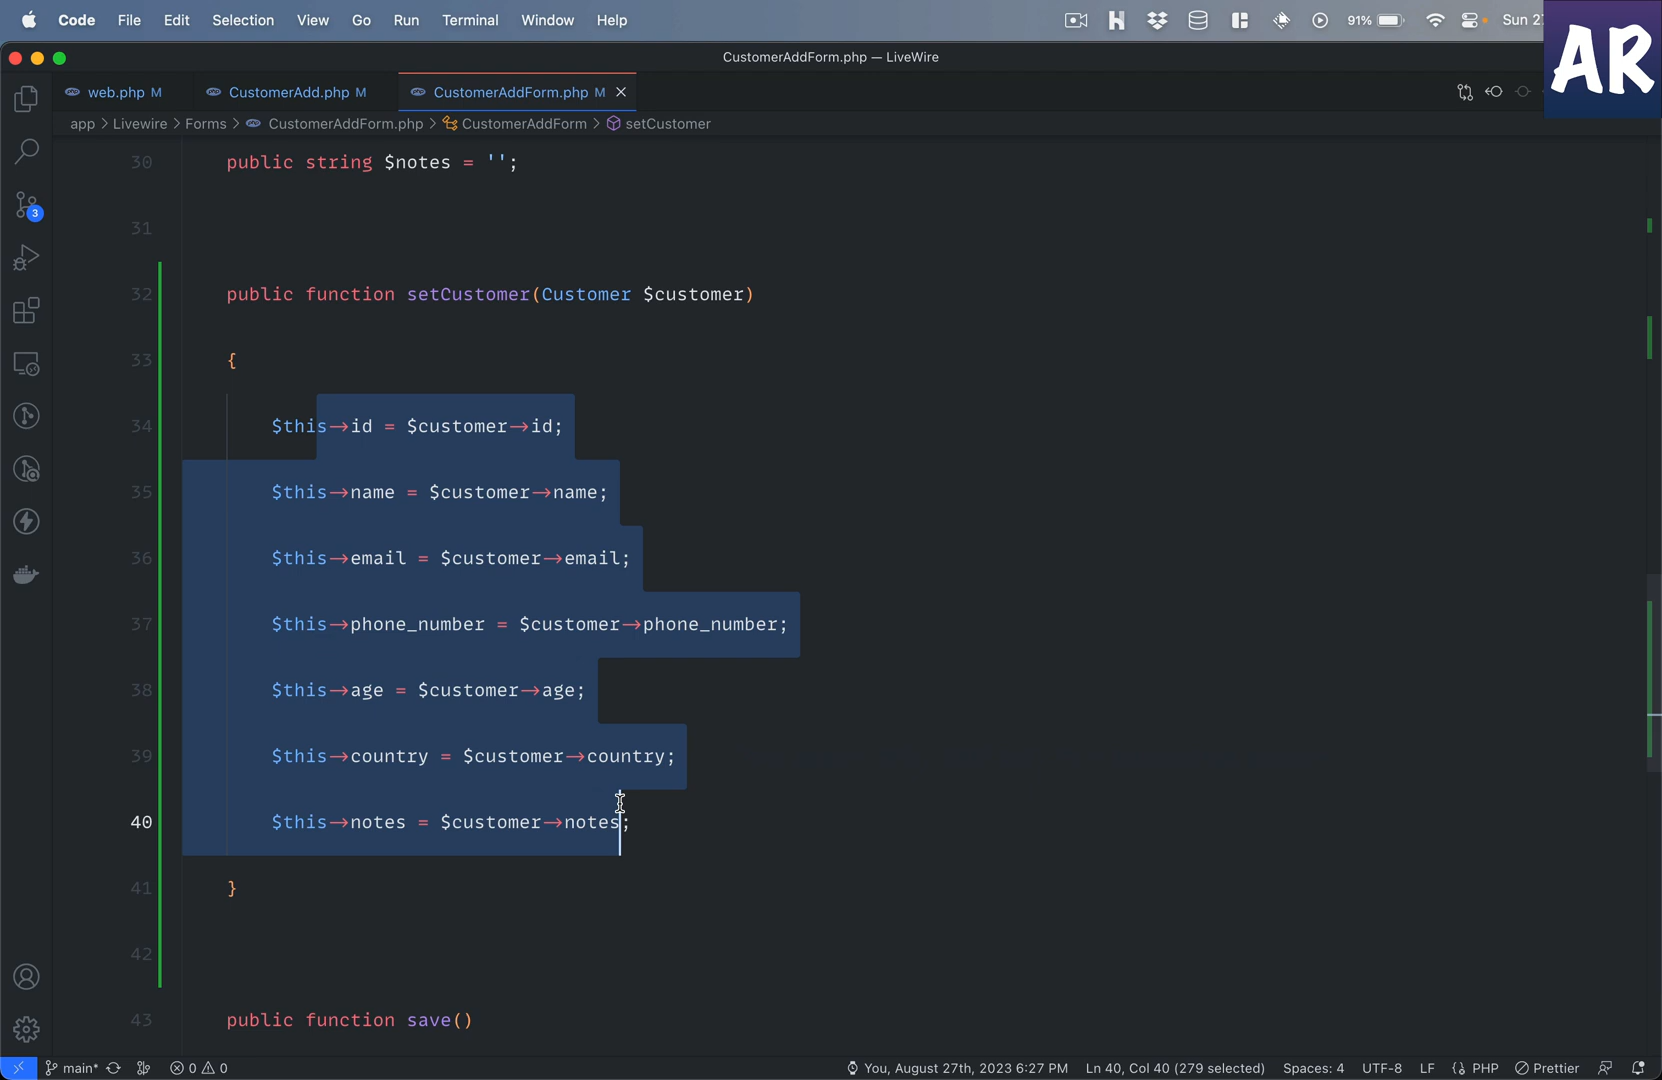 Code File Edit Selection View Go Run Terminal Window Help 91% Sun 27
CustomerAddForm.php — LiveWire
AR
web.php M CustomerAdd.php M CustomerAddForm.php M
app > Livewire > Forms > CustomerAddForm.php > CustomerAddForm > setCustomer
30 public string $notes = '';
31
32 public function setCustomer(Customer $customer)
33 {
34 $this->id = $customer->id;
35 $this->name = $customer->name;
36 $this->email = $customer->email;
37 $this->phone_number = $customer->phone_number;
38 $this->age = $customer->age;
39 $this->country = $customer->country;
40 $this->notes = $customer->notes;
41 }
42
43 public function save()
3
main* 0 0 You, August 27th, 2023 6:27 PM Ln 40, Col 40 (279 selected) Spaces: 4 UTF-8 LF PHP Prettier